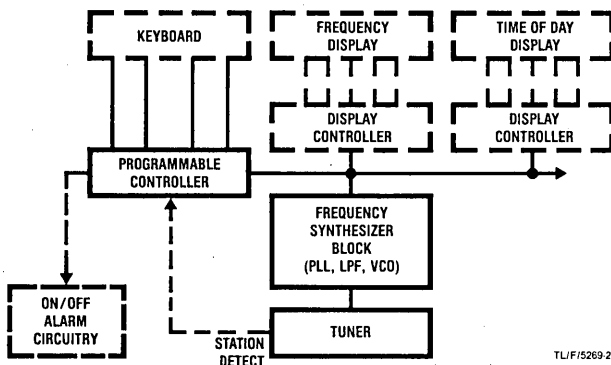 KEYBOARD
FREQUENCY
DISPLAY
TIME OF DAY
DISPLAY
DISPLAY
CONTROLLER
DISPLAY
CONTROLLER
PROGRAMMABLE
CONTROLLER
FREQUENCY
SYNTHESIZER
BLOCK
(PLL, LPF, VCO)
ON/OFF
ALARM
CIRCUITRY
STATION
DETECT
TUNER
TL/F/5269-2